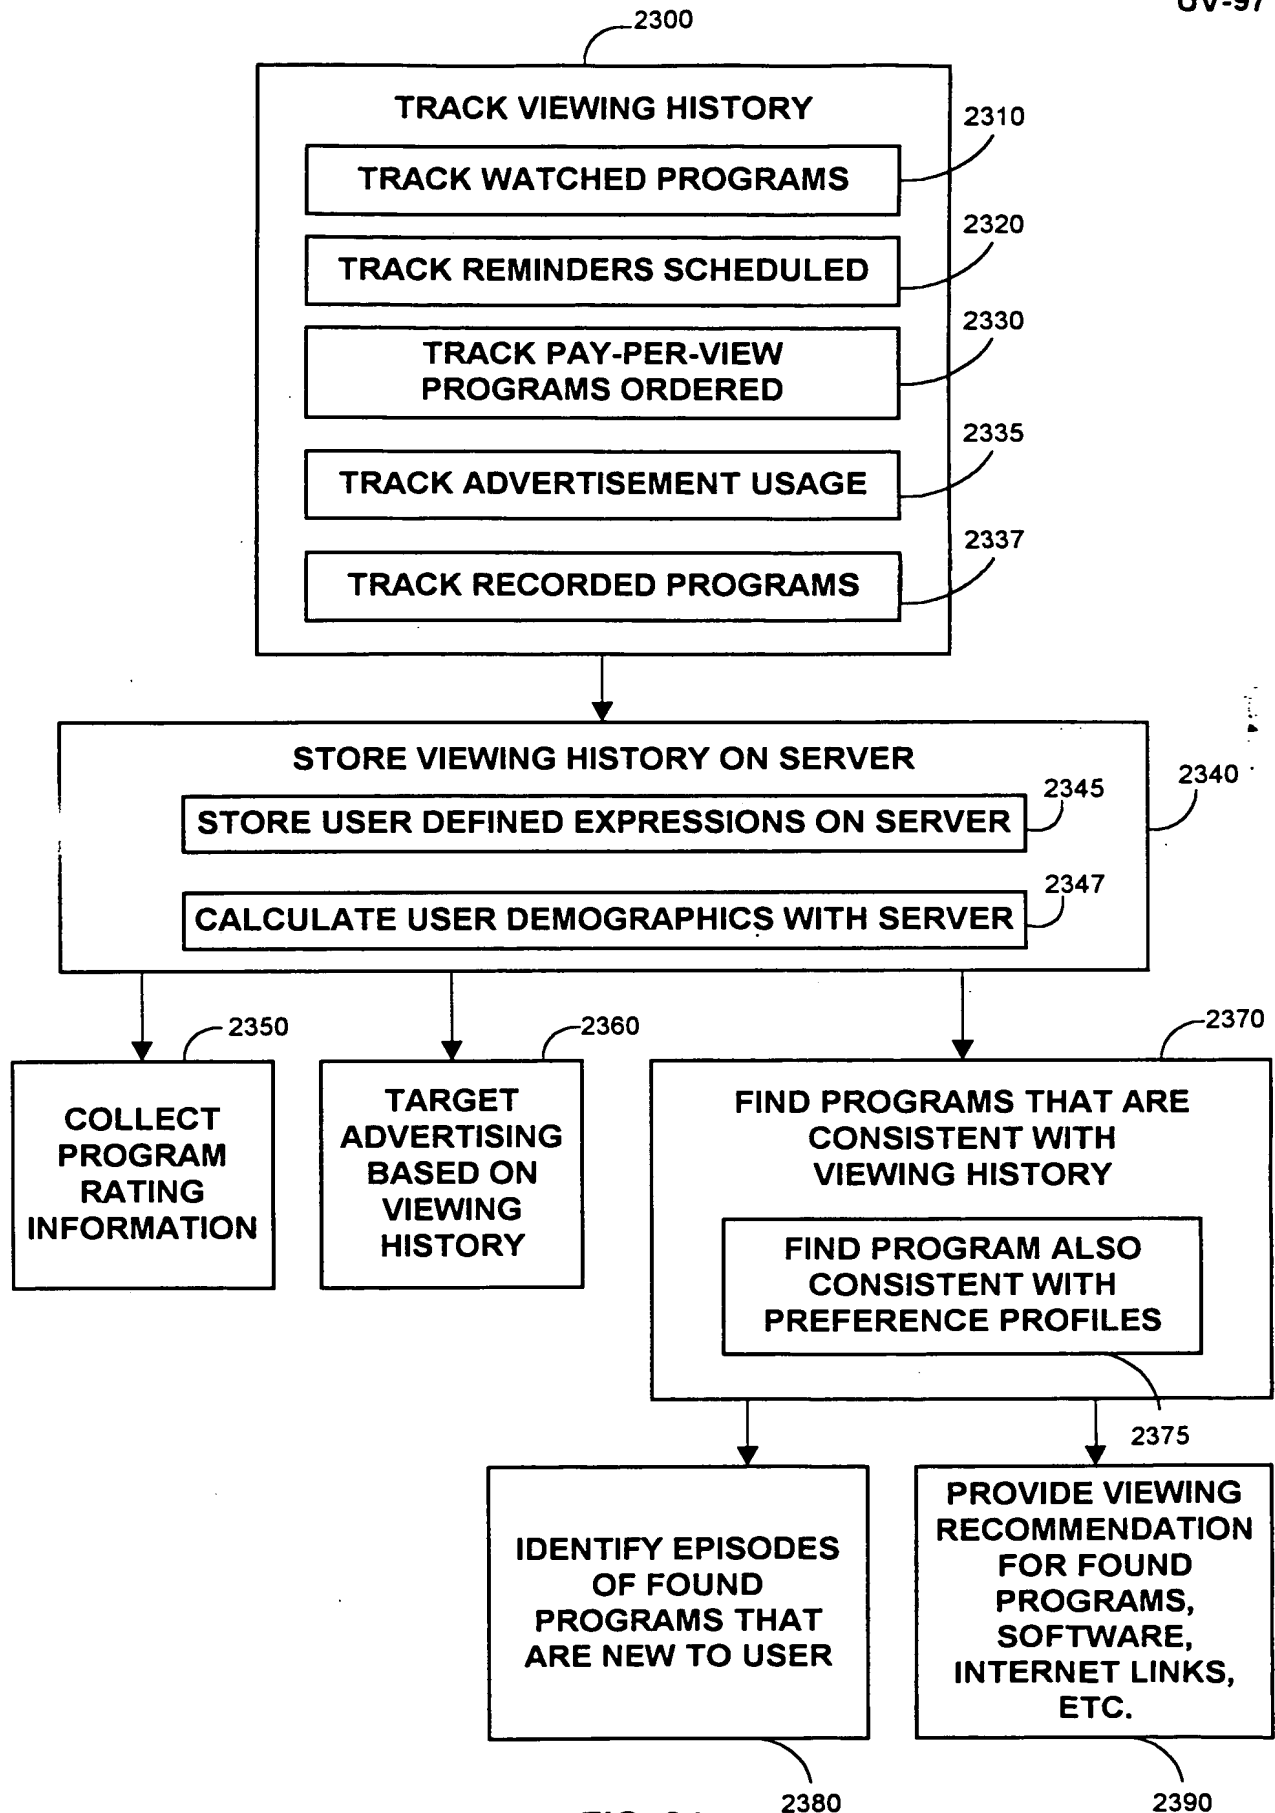 UV-97
2300
TRACK VIEWING HISTORY
2310
TRACK WATCHED PROGRAMS
2320
TRACK REMINDERS SCHEDULED
2330
TRACK PAY-PER-VIEW
PROGRAMS ORDERED
2335
TRACK ADVERTISEMENT USAGE
2337
TRACK RECORDED PROGRAMS
STORE VIEWING HISTORY ON SERVER
2340
2345
STORE USER DEFINED EXPRESSIONS ON SERVER
2347
CALCULATE USER DEMOGRAPHICS WITH SERVER
2350
COLLECT
PROGRAM
RATING
INFORMATION
2360
TARGET
ADVERTISING
BASED ON
VIEWING
HISTORY
2370
FIND PROGRAMS THAT ARE
CONSISTENT WITH
VIEWING HISTORY
FIND PROGRAM ALSO
CONSISTENT WITH
PREFERENCE PROFILES
2375
IDENTIFY EPISODES
OF FOUND
PROGRAMS THAT
ARE NEW TO USER
2380
PROVIDE VIEWING
RECOMMENDATION
FOR FOUND
PROGRAMS,
SOFTWARE,
INTERNET LINKS,
ETC.
2390